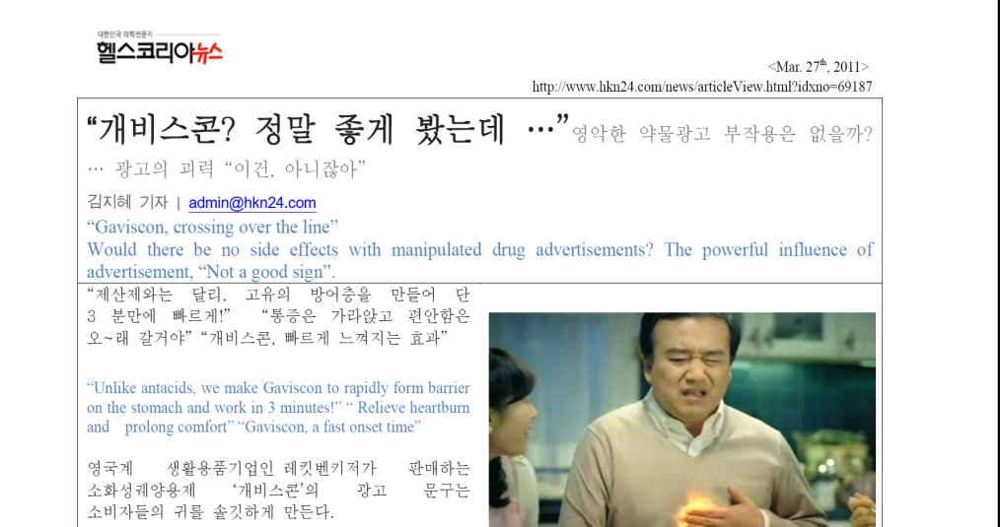 대한민국 의학전문지
헬스코리아뉴스
<Mar. 27th, 2011>
http://www.hkn24.com/news/articleView.html?idxno=69187
“개비스콘? 정말 좋게 봤는데 …” 영악한 약물광고 부작용은 없을까?
… 광고의 괴력 “이건, 아니잖아”
김지혜 기자 | admin@hkn24.com
“Gaviscon, crossing over the line”
Would there be no side effects with manipulated drug advertisements? The powerful influence of
advertisement, “Not a good sign”.
“제산제와는 달리, 고유의 방어층을 만들어 단
3 분만에 빠르게!” “통증은 가라앉고 편안함은
오~래 갈거야” “개비스콘, 빠르게 느껴지는 효과”
“Unlike antacids, we make Gaviscon to rapidly form barrier
on the stomach and work in 3 minutes!” “ Relieve heartburn
and prolong comfort” “Gaviscon, a fast onset time”
영국계 생활용품기업인 레킷벤키저가 판매하는
소화성궤양용제 ‘개비스콘’의 광고 문구는
소비자들의 귀를 솔깃하게 만든다.